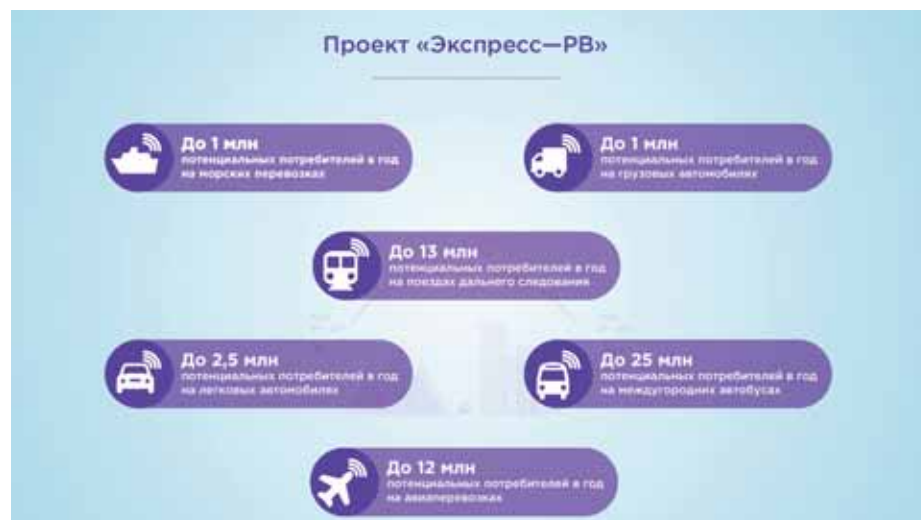 Проект «Экспресс—РВ»
До 1 млн
потенциальных потребителей в год
на морских перевозках
До 1 млн
потенциальных потребителей в год
на грузовых автомобилях
До 13 млн
потенциальных потребителей в год
на поездах дальнего следования
До 2,5 млн
потенциальных потребителей в год
на легковых автомобилях
До 25 млн
потенциальных потребителей в год
на междугородних автобусах
До 12 млн
потенциальных потребителей в год
на авиаперевозках